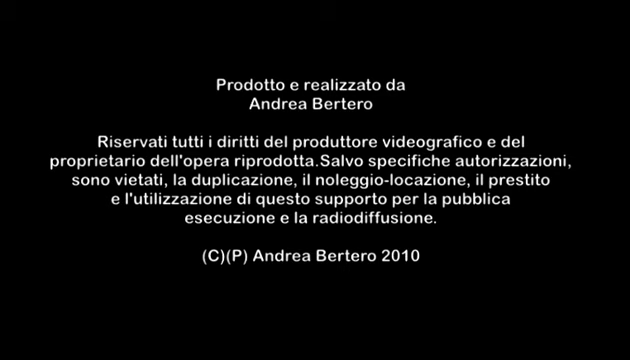 Prodotto e realizzato da
Andrea Bertero
Riservati tutti i diritti del produttore videografico e del
proprietario dell'opera riprodotta.Salvo specifiche autorizzazioni,
sono vietati, la duplicazione, il noleggio-locazione, il prestito
e l'utilizzazione di questo supporto per la pubblica
esecuzione e la radiodiffusione.
(C)(P) Andrea Bertero 2010